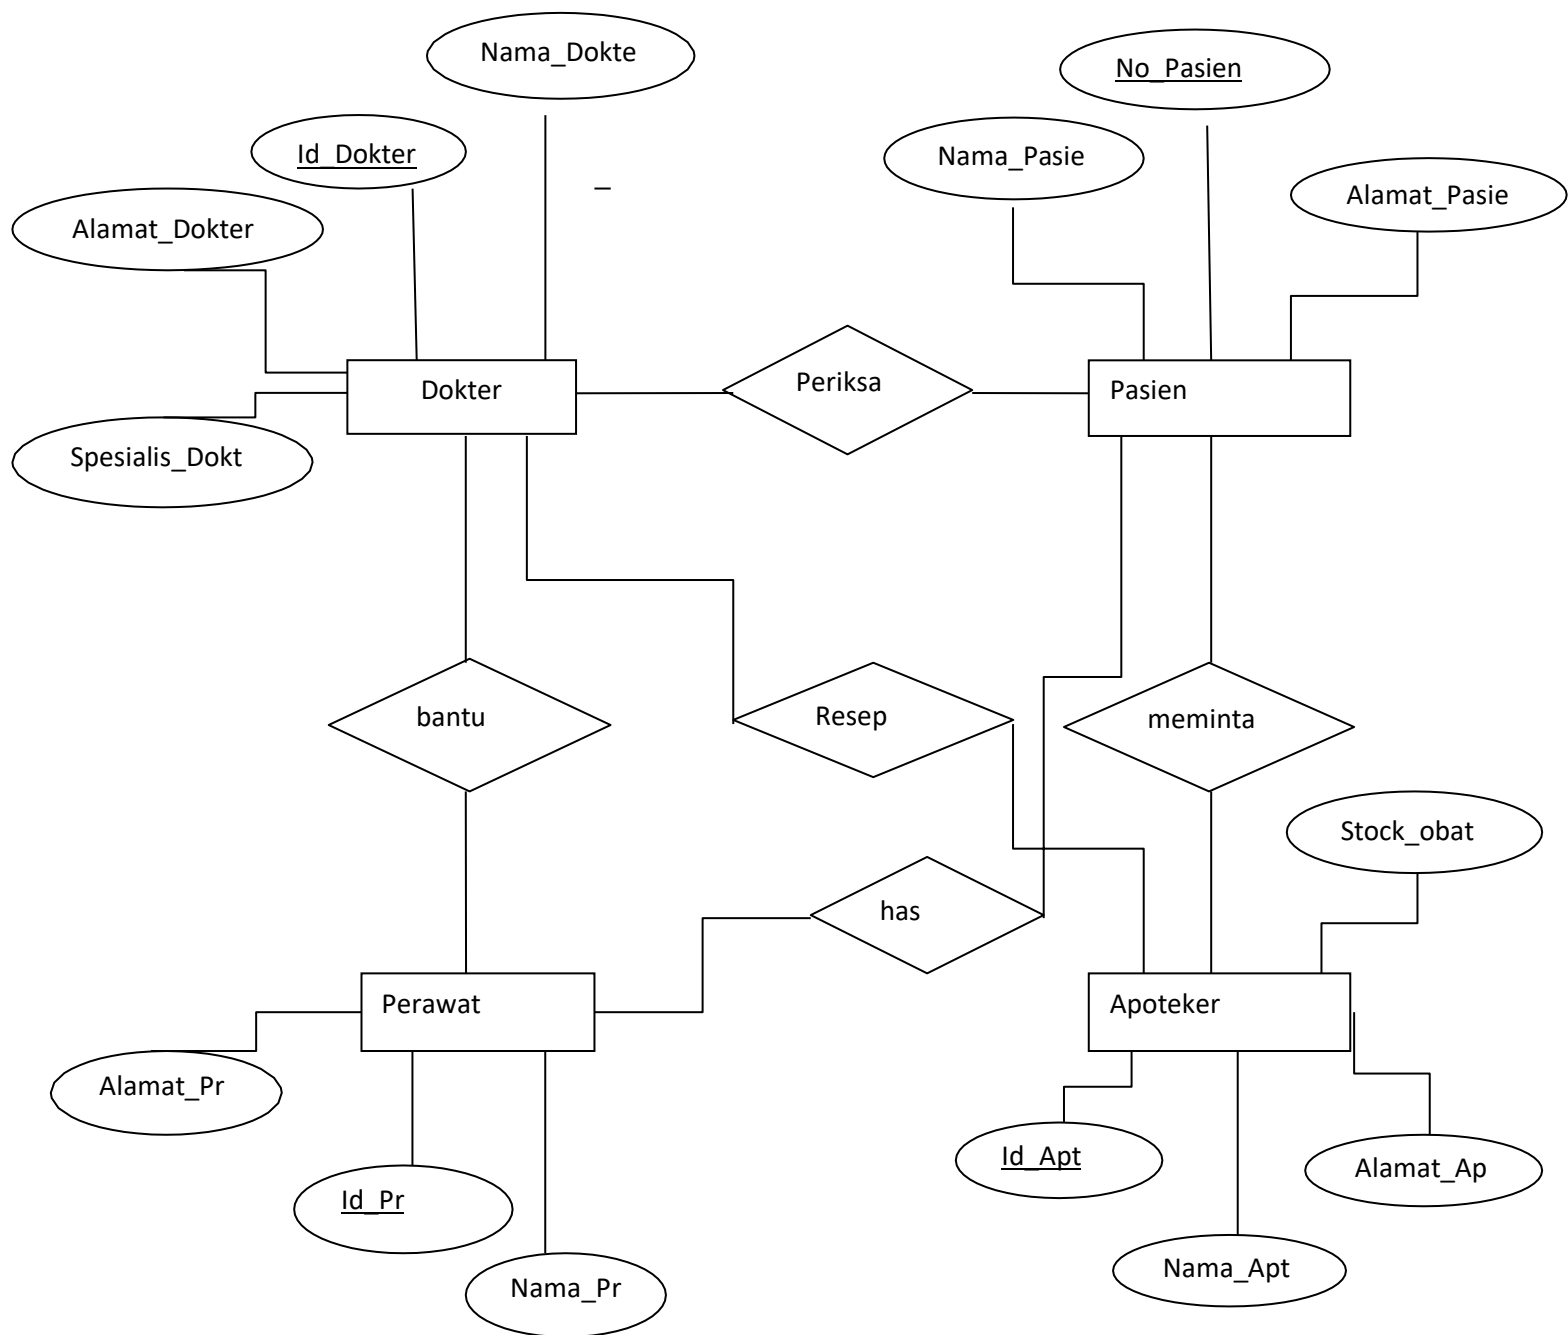 Nama_Dokte
No_Pasien
Id_Dokter
Nama_Pasie
_
Alamat_Pasie
Alamat_Dokter
Periksa
Dokter
Pasien
Spesialis_Dokt
bantu
Resep
meminta
Stock_obat
has
Perawat
Apoteker
Alamat_Pr
Id_Apt
Alamat_Ap
Id_Pr
Nama_Apt
Nama_Pr